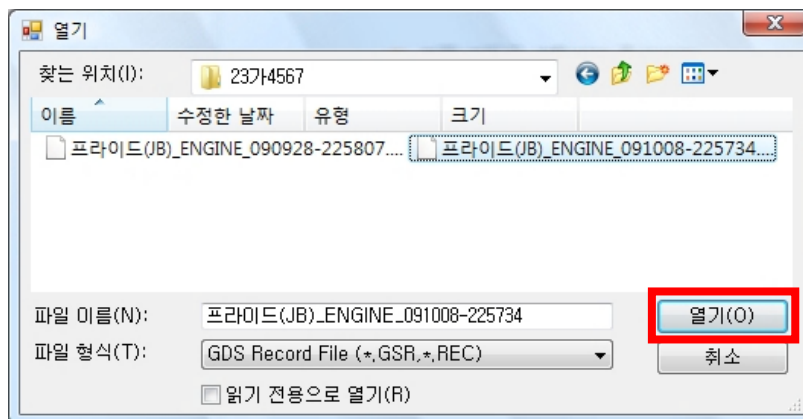 열기
찾는 위치(I): 23가4567
이름 수정한 날짜 유형 크기
프라이드(JB)_ENGINE_090928-225807.... 프라이드(JB)_ENGINE_091008-225734....
파일 이름(N): 프라이드(JB)_ENGINE_091008-225734 열기(O)
파일 형식(T): GDS Record File (*.GSR,*.REC) 취소
읽기 전용으로 열기(R)